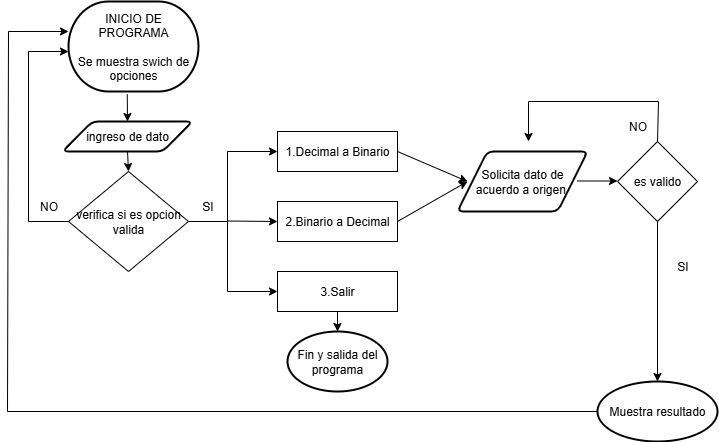 INICIO DE
PROGRAMA
Se muestra swich de
opciones
ingreso de dato
verifica si es opcion
valida
NO
SI
1.Decimal a Binario
2.Binario a Decimal
3.Salir
Fin y salida del
programa
Solicita dato de
acuerdo a origen
NO
es valido
SI
Muestra resultado